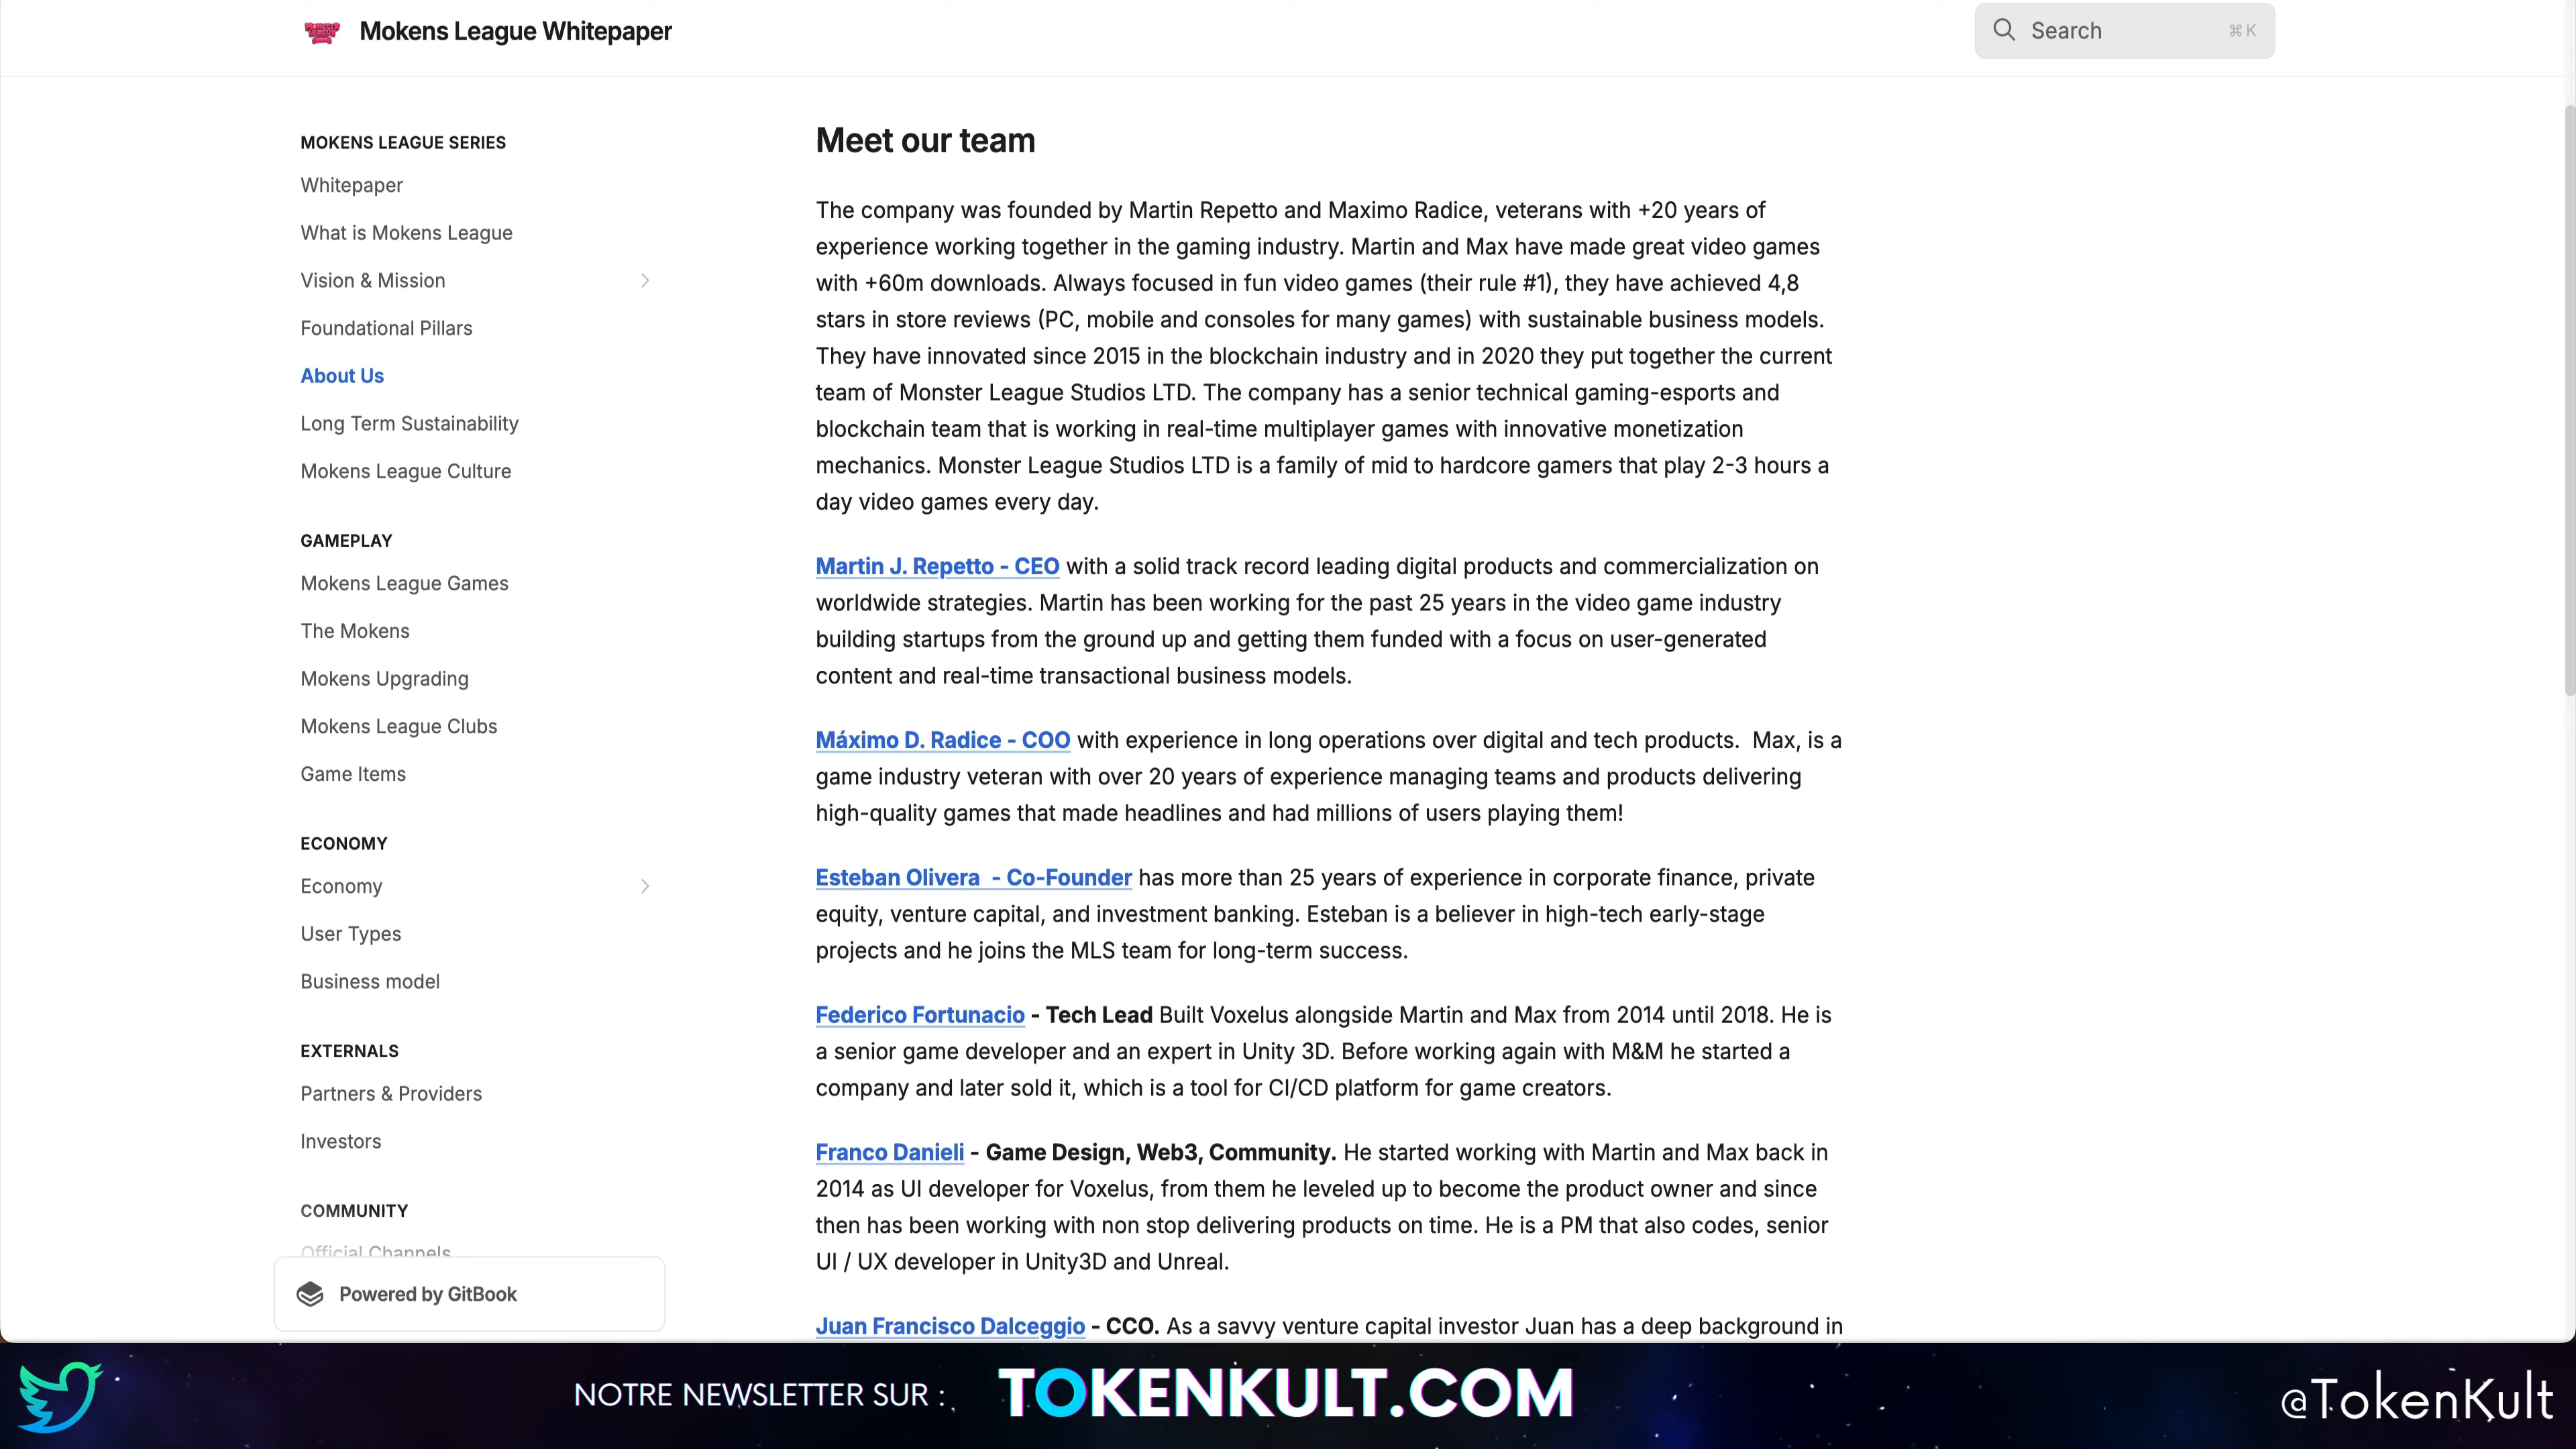 Mokens League Whitepaper
Search
⌘ K
MOKENS LEAGUE SERIES
Whitepaper
What is Mokens League
Vision & Mission
Foundational Pillars
About Us
Long Term Sustainability
Mokens League Culture
GAMEPLAY
Mokens League Games
The Mokens
Mokens Upgrading
Mokens League Clubs
Game Items
ECONOMY
Economy
User Types
Business model
EXTERNALS
Partners & Providers
Investors
COMMUNITY
Official Channels
Powered by GitBook
Meet our team
The company was founded by Martin Repetto and Maximo Radice, veterans with +20 years of
experience working together in the gaming industry. Martin and Max have made great video games
with +60m downloads. Always focused in fun video games (their rule #1), they have achieved 4,8
stars in store reviews (PC, mobile and consoles for many games) with sustainable business models.
They have innovated since 2015 in the blockchain industry and in 2020 they put together the current
team of Monster League Studios LTD. The company has a senior technical gaming-esports and
blockchain team that is working in real-time multiplayer games with innovative monetization
mechanics. Monster League Studios LTD is a family of mid to hardcore gamers that play 2-3 hours a
day video games every day.
Martin J. Repetto - CEO with a solid track record leading digital products and commercialization on
worldwide strategies. Martin has been working for the past 25 years in the video game industry
building startups from the ground up and getting them funded with a focus on user-generated
content and real-time transactional business models.
Máximo D. Radice - COO with experience in long operations over digital and tech products.  Max, is a
game industry veteran with over 20 years of experience managing teams and products delivering
high-quality games that made headlines and had millions of users playing them!
Esteban Olivera  - Co-Founder has more than 25 years of experience in corporate finance, private
equity, venture capital, and investment banking. Esteban is a believer in high-tech early-stage
projects and he joins the MLS team for long-term success.
Federico Fortunacio - Tech Lead Built Voxelus alongside Martin and Max from 2014 until 2018. He is
a senior game developer and an expert in Unity 3D. Before working again with M&M he started a
company and later sold it, which is a tool for CI/CD platform for game creators.
Franco Danieli - Game Design, Web3, Community. He started working with Martin and Max back in
2014 as UI developer for Voxelus, from them he leveled up to become the product owner and since
then has been working with non stop delivering products on time. He is a PM that also codes, senior
UI / UX developer in Unity3D and Unreal.
Juan Francisco Dalceggio - CCO. As a savvy venture capital investor Juan has a deep background in
NOTRE NEWSLETTER SUR :
TOKENKULT.COM
@TokenKult